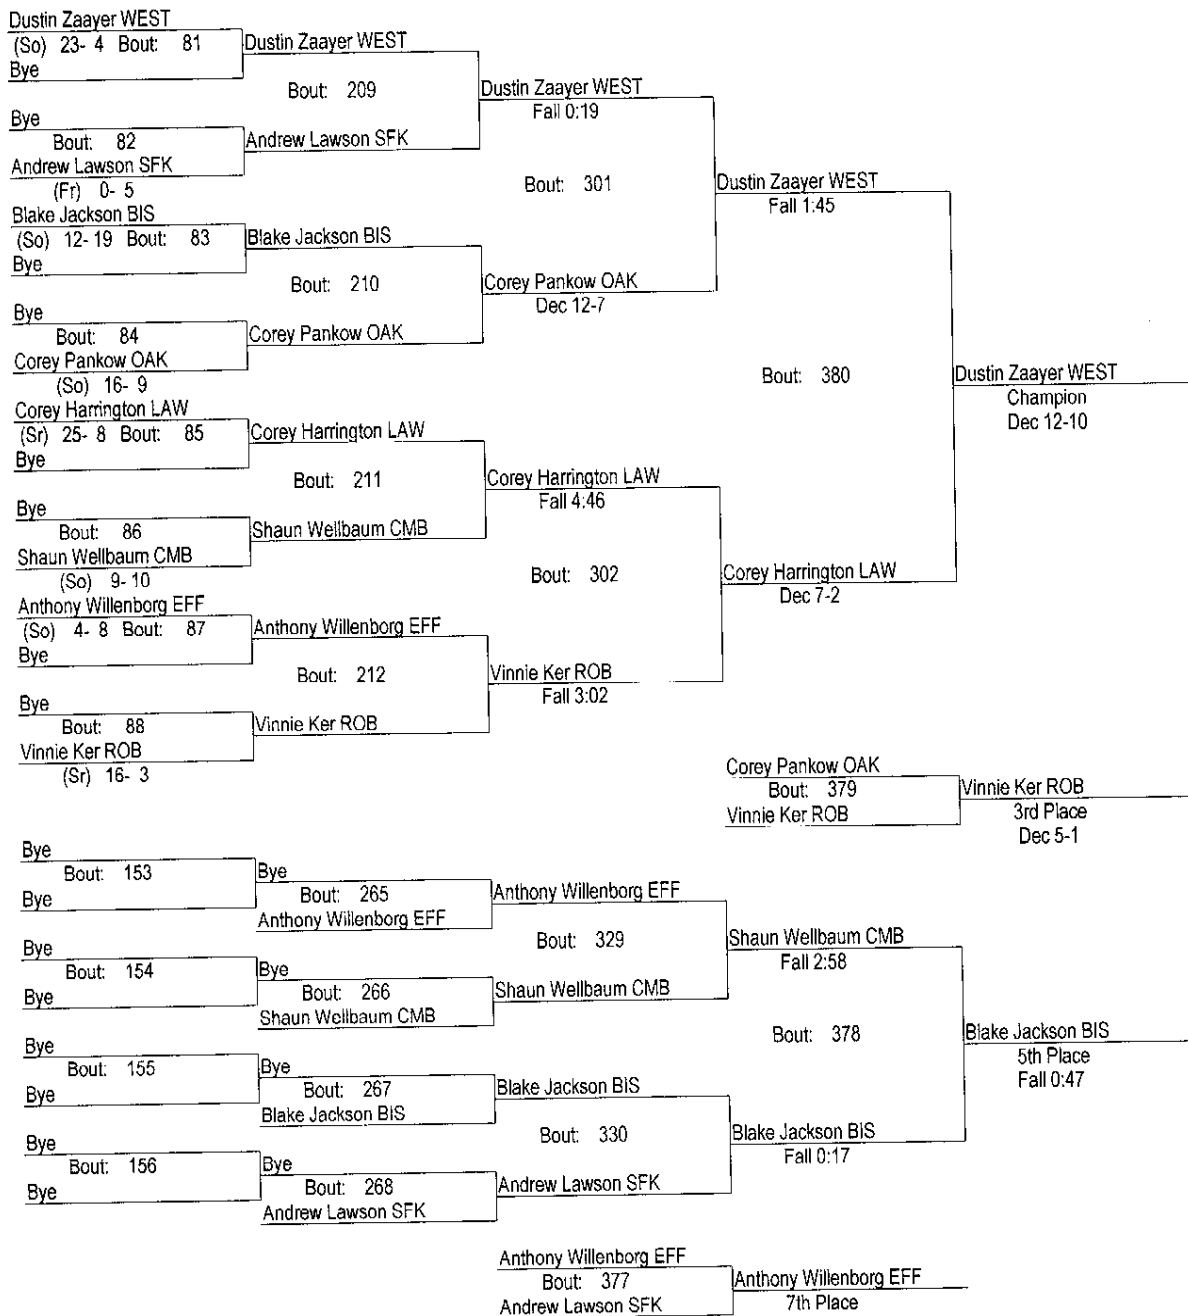 Dustin Zaayer WEST
(So) 23- 4 Bout: 81
Bye
Dustin Zaayer WEST
Bout: 209
Bye
Bout: 82
Andrew Lawson SFK
(Fr) 0- 5
Andrew Lawson SFK
Dustin Zaayer WEST
Fall 0:19
Blake Jackson BIS
(So) 12- 19 Bout: 83
Bye
Blake Jackson BIS
Bout: 210
Bye
Bout: 84
Corey Pankow OAK
(So) 16- 9
Corey Pankow OAK
Corey Pankow OAK
Dec 12-7
Bout: 301
Dustin Zaayer WEST
Fall 1:45
Corey Harrington LAW
(Sr) 25- 8 Bout: 85
Bye
Corey Harrington LAW
Bout: 211
Bye
Bout: 86
Shaun Wellbaum CMB
(So) 9- 10
Shaun Wellbaum CMB
Corey Harrington LAW
Fall 4:46
Anthony Willenborg EFF
(So) 4- 8 Bout: 87
Bye
Anthony Willenborg EFF
Bout: 212
Bye
Bout: 88
Vinnie Ker ROB
(Sr) 16- 3
Vinnie Ker ROB
Vinnie Ker ROB
Fall 3:02
Bout: 302
Corey Harrington LAW
Dec 7-2
Bout: 380
Dustin Zaayer WEST
Champion
Dec 12-10
Corey Pankow OAK
Bout: 379
Vinnie Ker ROB
Vinnie Ker ROB
3rd Place
Dec 5-1
Bye
Bout: 153
Bye
Bye
Bout: 265
Anthony Willenborg EFF
Anthony Willenborg EFF
Bout: 329
Bye
Bout: 154
Bye
Bye
Bout: 266
Shaun Wellbaum CMB
Shaun Wellbaum CMB
Shaun Wellbaum CMB
Fall 2:58
Bout: 378
Bye
Bout: 155
Bye
Bye
Bout: 267
Blake Jackson BIS
Blake Jackson BIS
Bout: 330
Bye
Bout: 156
Bye
Bye
Bout: 268
Andrew Lawson SFK
Andrew Lawson SFK
Blake Jackson BIS
Fall 0:17
Blake Jackson BIS
5th Place
Fall 0:47
Anthony Willenborg EFF
Bout: 377
Andrew Lawson SFK
Anthony Willenborg EFF
7th Place